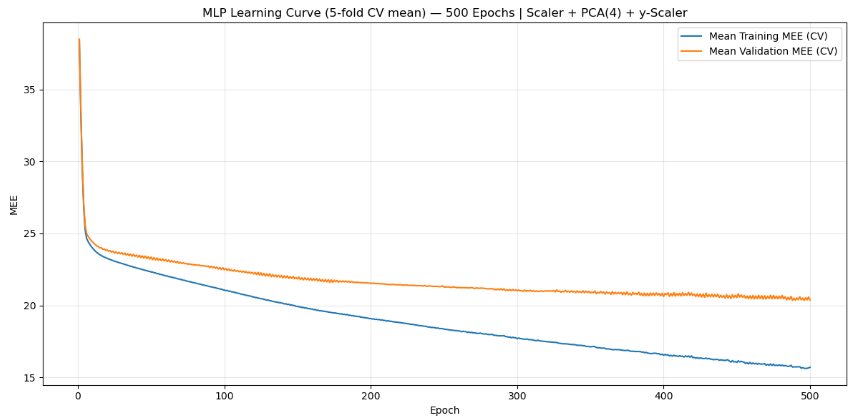 MLP Learning Curve (5-fold CV mean) — 500 Epochs | Scaler + PCA(4) + y-Scaler
Mean Training MEE (CV)
Mean Validation MEE (CV)
35
30
25
20
15
MEE
0 100 200 300 400 500
Epoch